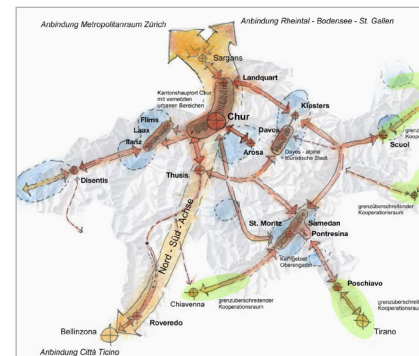 Anbindung Metropolitanraum Zürich
Anbindung Rheintal - Bodensee - St. Gallen
Sargans
Landquart
Kantonshauptort Chur
mit vernetzten
urbanen Bereichen
Chur
Klosters
Flims
Laax
Ilanz
Davos
Davos - alpine
touristische Stadt
Arosa
Scuol
Disentis
Thusis
Nord - Süd - Achse
St. Moritz
Samedan
Pontresina
Kerngebiet
Oberengadin
grenzüberschreitender
Kooperationsraum
Chiavenna
grenzüberschreitender
Kooperationsraum
Poschiavo
Roveredo
Bellinzona
Tirano
Anbindung Città Ticino